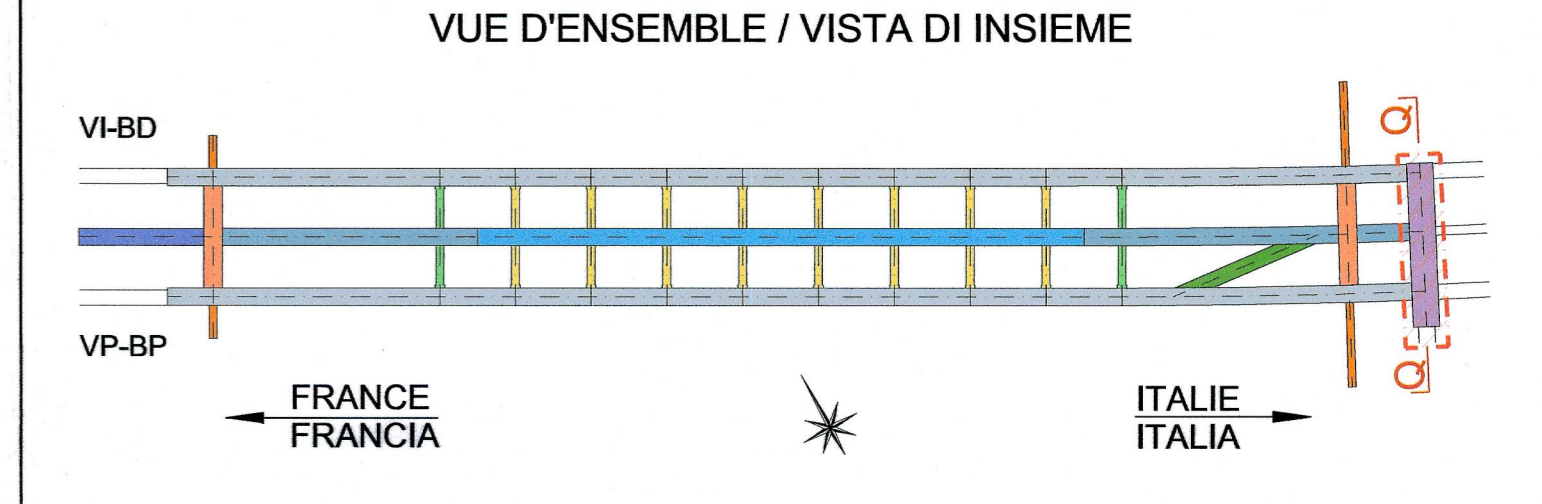 VUE D'ENSEMBLE / VISTA DI INSIEME
VI-BD
Q
VP-BP
Q
FRANCE
FRANCIA
ITALIE
ITALIA